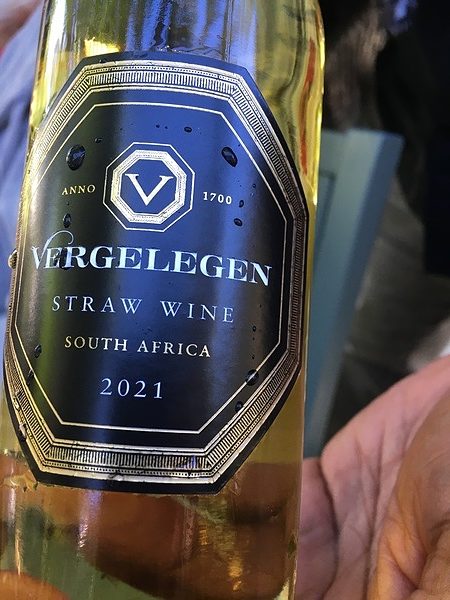 V
ANNO 1700
VERGELEGEN
STRAW WINE
SOUTH AFRICA
2021